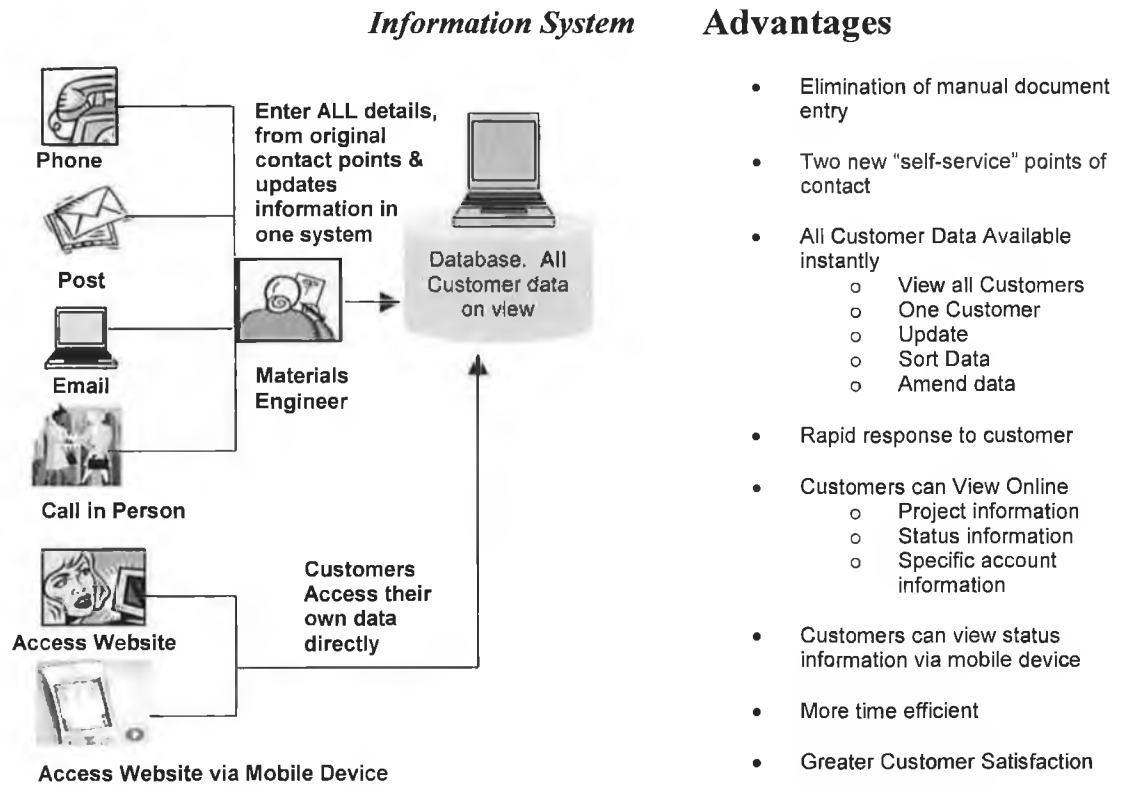 Information System
Advantages
Phone
Post
Email
Call in Person
Access Website
Access Website via Mobile Device
Enter ALL details,
from original
contact points &
updates
information in
one system
Materials
Engineer
Database. All
Customer data
on view
Customers
Access their
own data
directly
• Elimination of manual document
entry
• Two new "self-service" points of
contact
• All Customer Data Available
instantly
o View all Customers
o One Customer
o Update
o Sort Data
o Amend data
• Rapid response to customer
• Customers can View Online
o Project information
o Status information
o Specific account
information
• Customers can view status
information via mobile device
• More time efficient
• Greater Customer Satisfaction